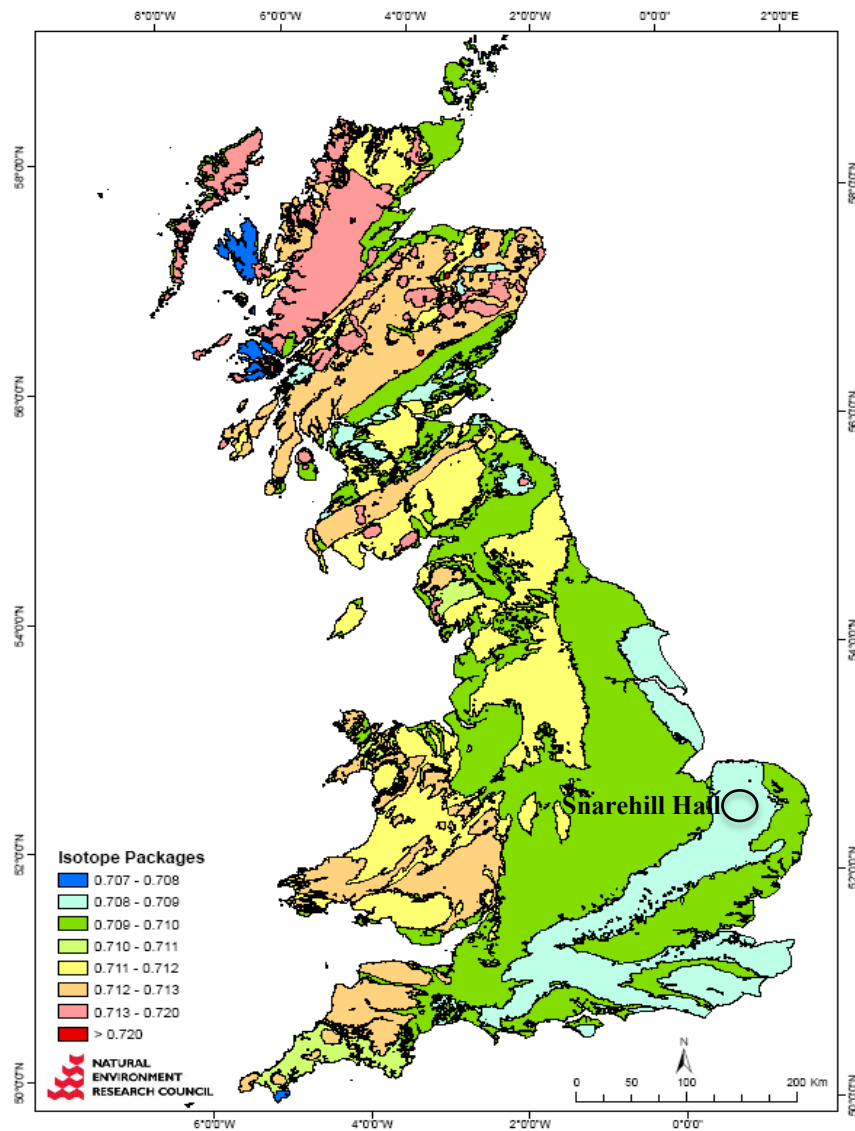 8°0'0"W 6°0'0"W 4°0'0"W 2°0'0"W 0°0'0" 2°0'0"E
58°0'0"N 58°0'0"N
56°0'0"N 56°0'0"N
54°0'0"N 54°0'0"N
Snarehill Hall
52°0'0"N 52°0'0"N
Isotope Packages
0.707 - 0.708
0.708 - 0.709
0.709 - 0.710
0.710 - 0.711
0.711 - 0.712
0.712 - 0.713
0.713 - 0.720
> 0.720
NATURAL
ENVIRONMENT
RESEARCH COUNCIL
N
0 50 100 200 Km
50°0'0"N 50°0'0"N
6°0'0"W 4°0'0"W 2°0'0"W 0°0'0"